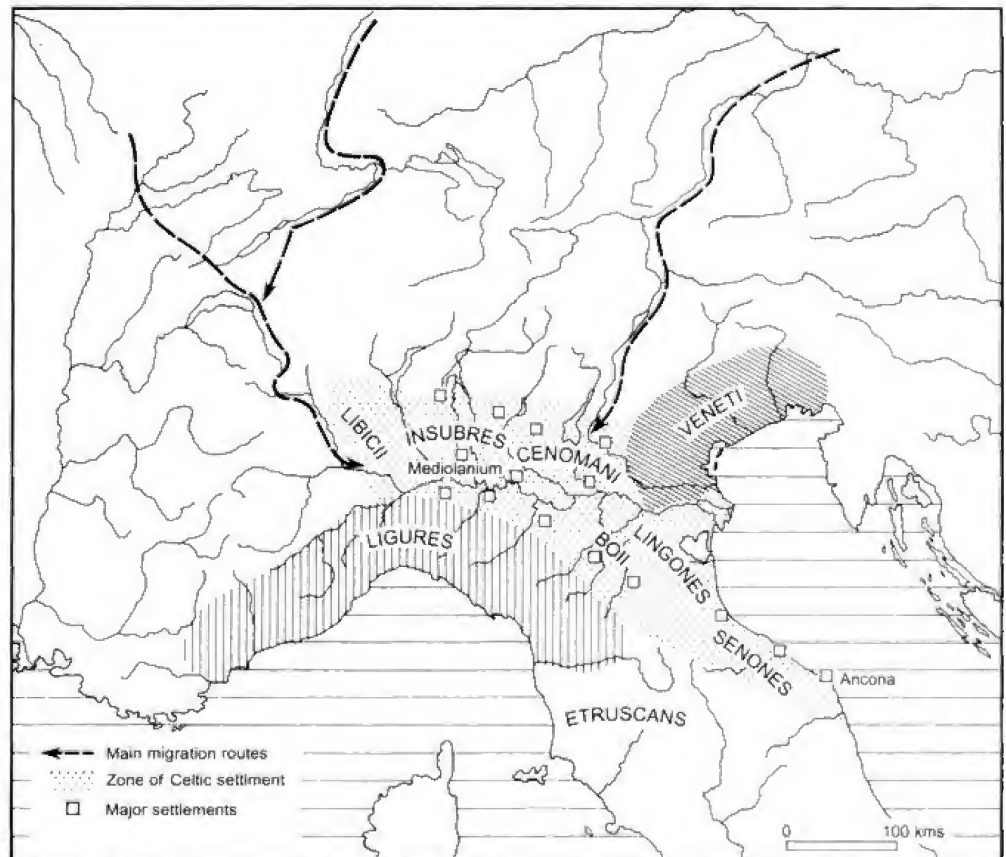 VENETI
LIBICII
INSUBRES
CENOMANI
Mediolanium
LIGURES
BOII
LINGONES
SENONES
Ancona
ETRUSCANS
Main migration routes
Zone of Celtic settlment
Major settlements
0 100 kms